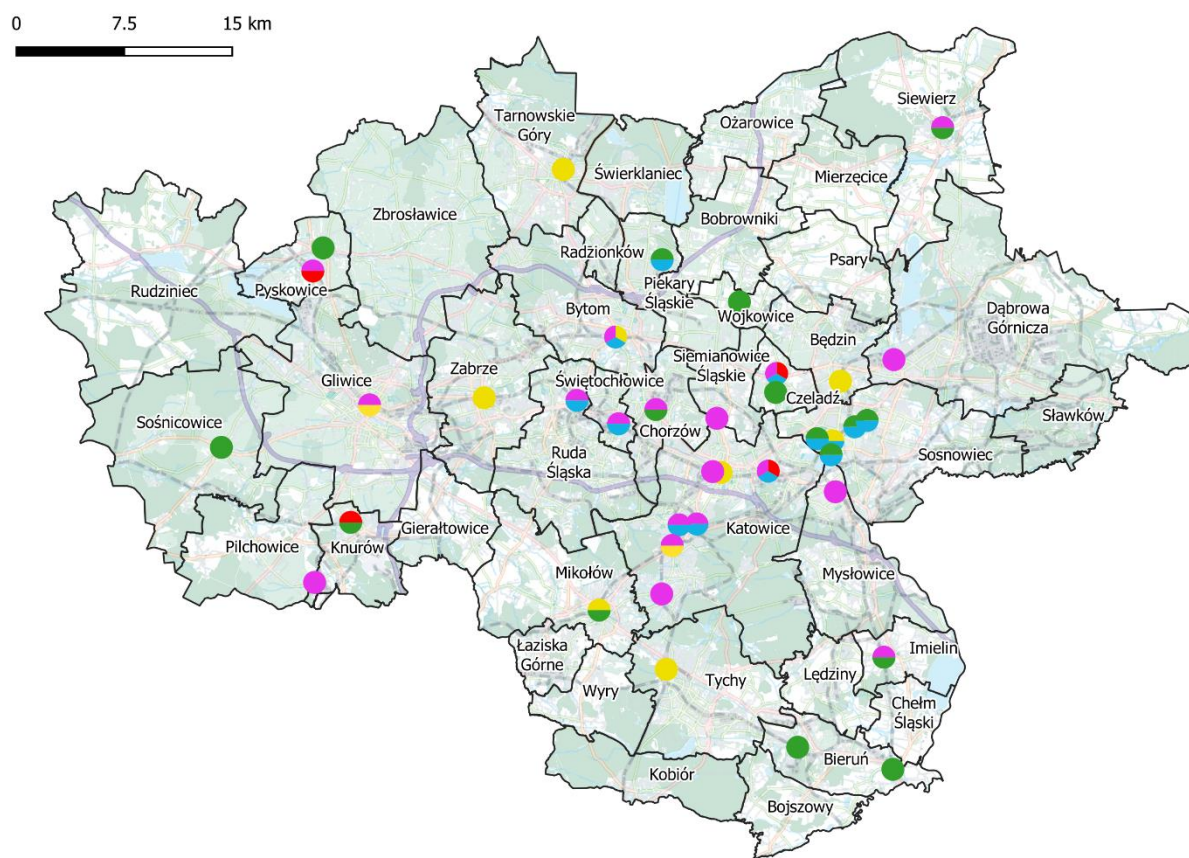 0 7.5 15 km
Siewierz
Tarnowskie
Góry
Ożarowice
Świerklaniec
Mierzęcice
Zbrosławice
Bobrowniki
Radzionków
Psary
Rudziniec
Pyskowice
Piekary
Śląskie
Wojkowice
Dąbrowa
Górnicza
Bytom
Będzin
Siemianowice
Śląskie
Zabrze
Świętochłowice
Gliwice
Czeladź
Sławków
Sośnicowice
Chorzów
Ruda
Śląska
Sosnowiec
Gierałtowice
Katowice
Pilchowice
Knurów
Mikołów
Mysłowice
Łaziska
Górne
Imielin
Wyry
Tychy
Lędziny
Chełm
Śląski
Bieruń
Kobiór
Bojszowy